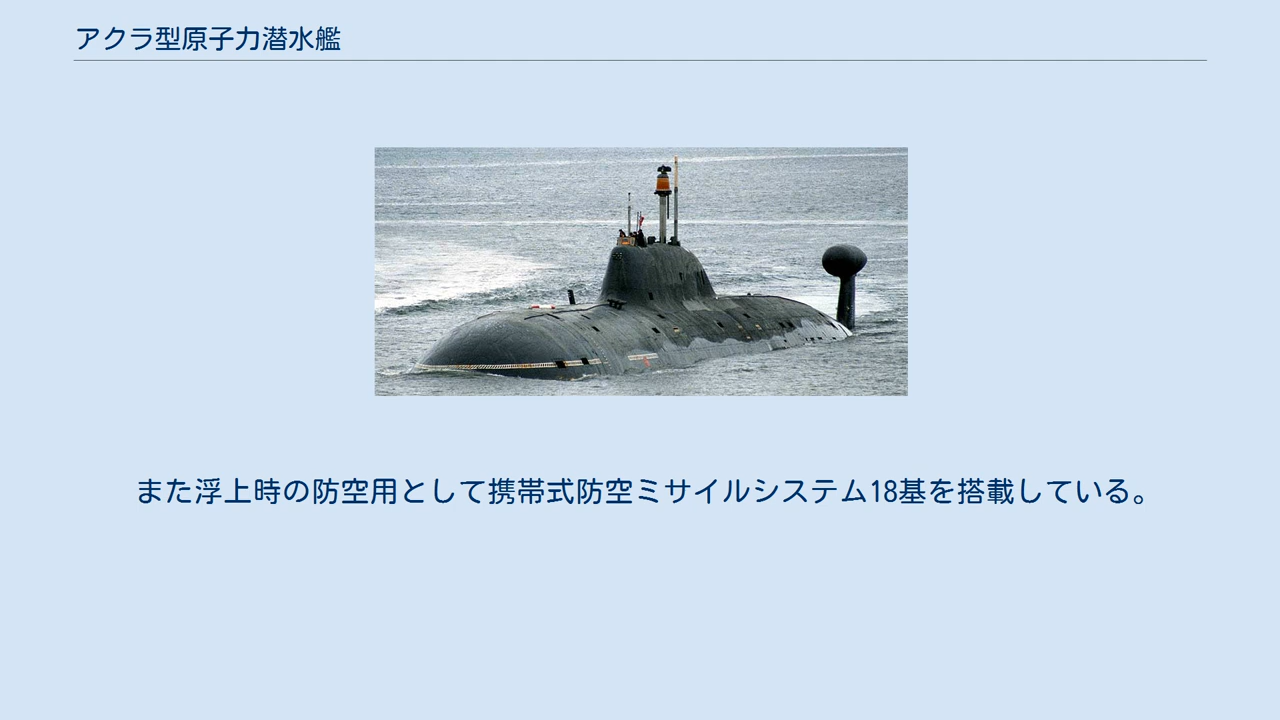 アクラ型原子力潜水艦
また浮上時の防空用として携帯式防空ミサイルシステム18基を搭載している。